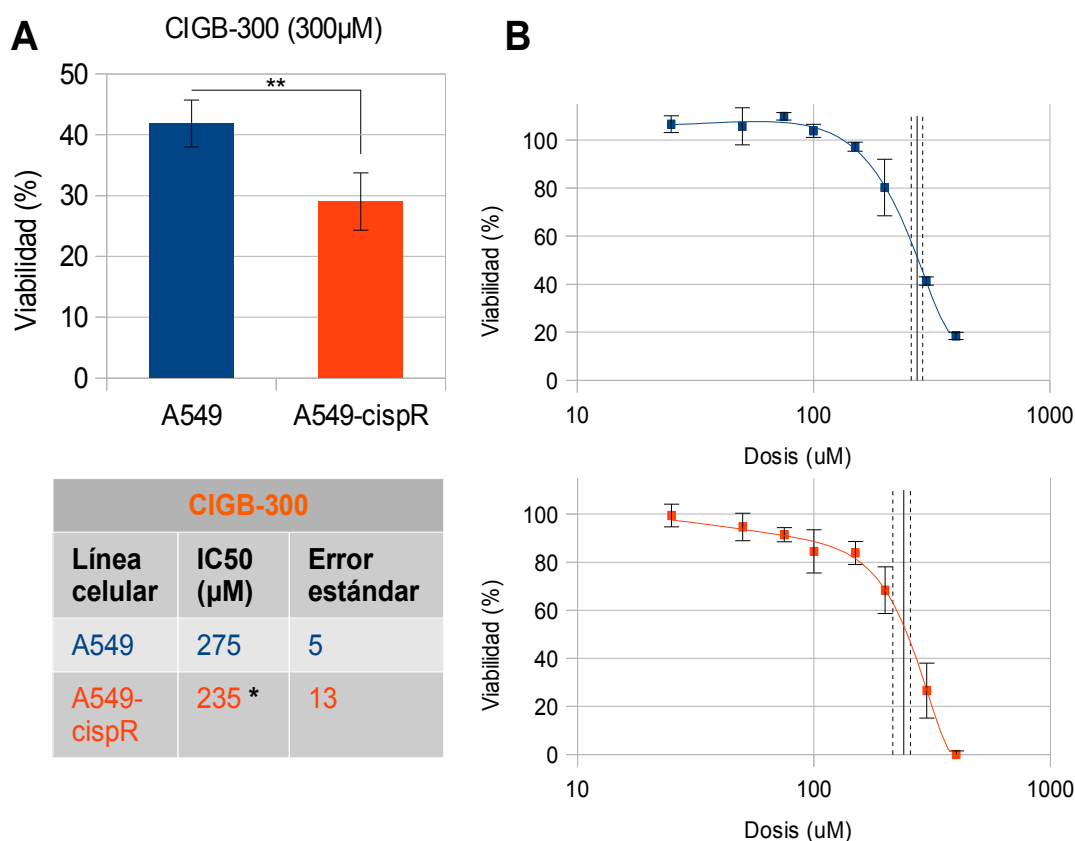 A
CIGB-300 (300µM)
**
50
40
30
20
10
0
Viabilidad (%)
A549
A549-cispR
CIGB-300
Línea celular
IC50 (µM)
Error estándar
A549
275
5
A549-cispR
235 *
13
B
100
80
60
40
20
0
Viabilidad (%)
10
100
1000
Dosis (uM)
100
80
60
40
20
0
Viabilidad (%)
10
100
1000
Dosis (uM)